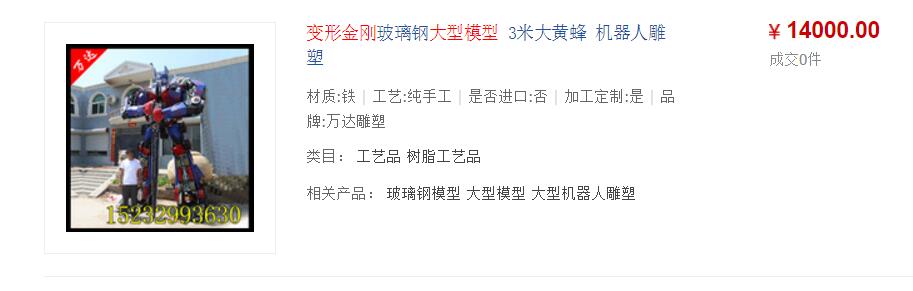 变形金刚玻璃钢大型模型 3米大黄蜂 机器人雕
塑
¥ 14000.00
成交0件
材质:铁 | 工艺:纯手工 | 是否进口:否 | 加工定制:是 | 品
牌:万达雕塑
类目： 工艺品 树脂工艺品
相关产品： 玻璃钢模型 大型模型 大型机器人雕塑
万达
15232993630